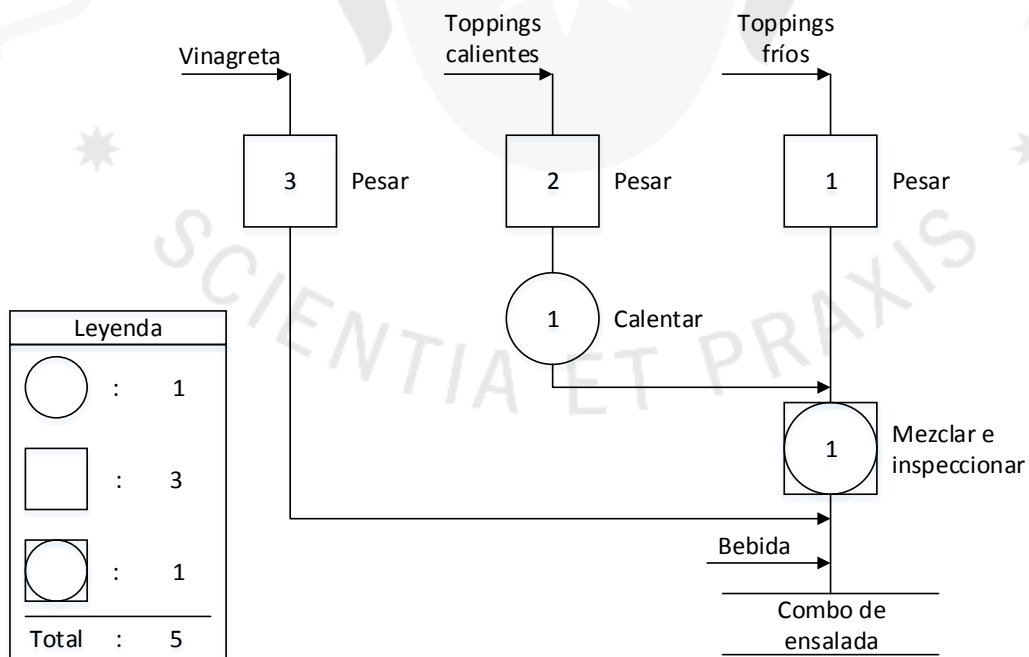 Toppings
calientes
Toppings
fríos
Vinagreta
3 Pesar
2 Pesar
1 Pesar
1 Calentar
Leyenda
: 1
: 3
: 1
Total : 5
1
Mezclar e
inspeccionar
Bebida
Combo de
ensalada
SCIENTIA ET PRAXIS